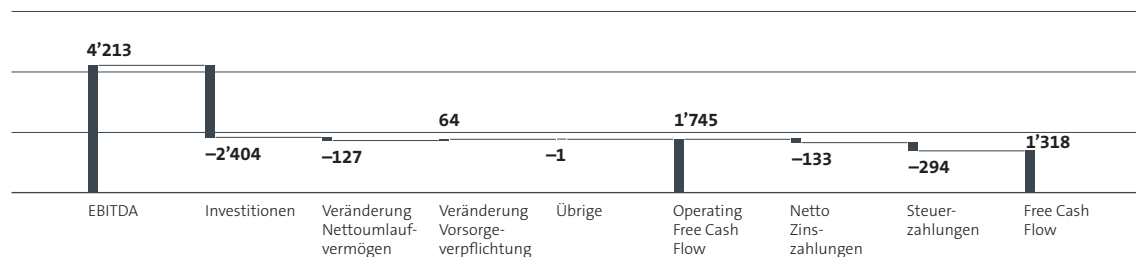 4’213
–2’404
–127
64
–1
1’745
–133
–294
1’318
EBITDA
Investitionen
Veränderung
Nettoumlauf-
vermögen
Veränderung
Vorsorge-
verpflichtung
Übrige
Operating
Free Cash
Flow
Netto
Zins-
zahlungen
Steuer-
zahlungen
Free Cash
Flow